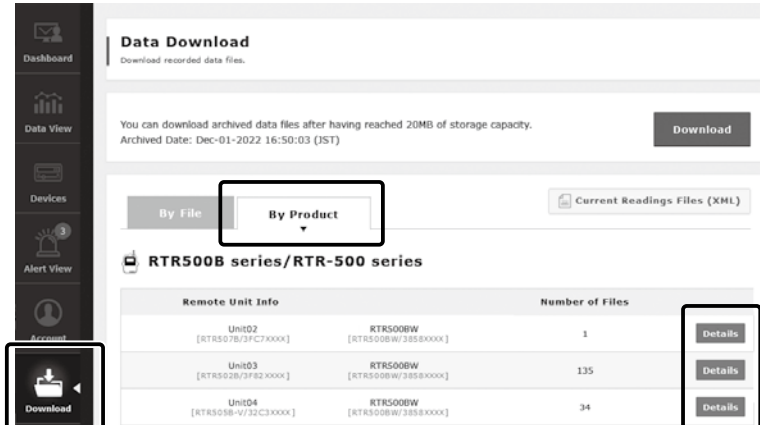 Dashboard
Data View
Devices
3
Alert View
Account
Download
Data Download
Download recorded data files.
You can download archived data files after having reached 20MB of storage capacity.
Archived Date: Dec-01-2022 16:50:03 (JST)
Download
By File
By Product
Current Readings Files (XML)
RTR500B series/RTR-500 series
Remote Unit Info Number of Files
Unit02 RTR500BW 1 Details
[RTR507B/3FC7XXXX] [RTR500BW/3858XXXX]
Unit03 RTR500BW 135 Details
[RTR502B/3F82XXXX] [RTR500BW/3858XXXX]
Unit04 RTR500BW 34 Details
[RTR505B-V/32C3XXXX] [RTR500BW/3858XXXX]